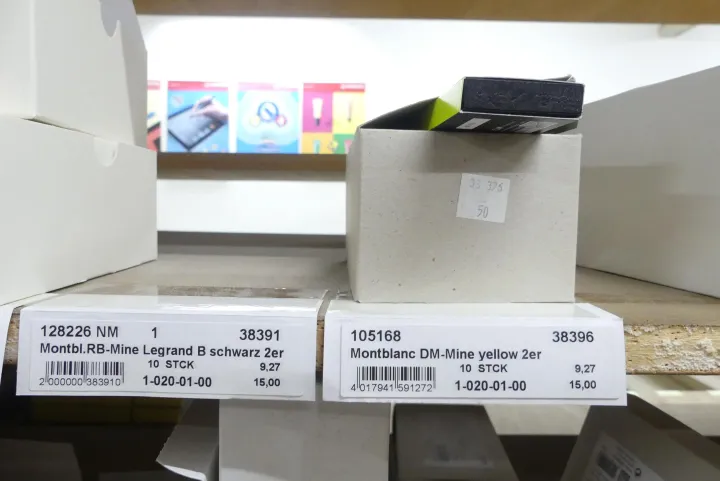 50
128226 NM 1 38391
Montbl.RB-Mine Legrand B schwarz 2er
10 STCK 9,27
2 000000 383910 1-020-01-00 15,00
105168 38396
Montblanc DM-Mine yellow 2er
10 STCK 9,27
4 017941 591272 1-020-01-00 15,00